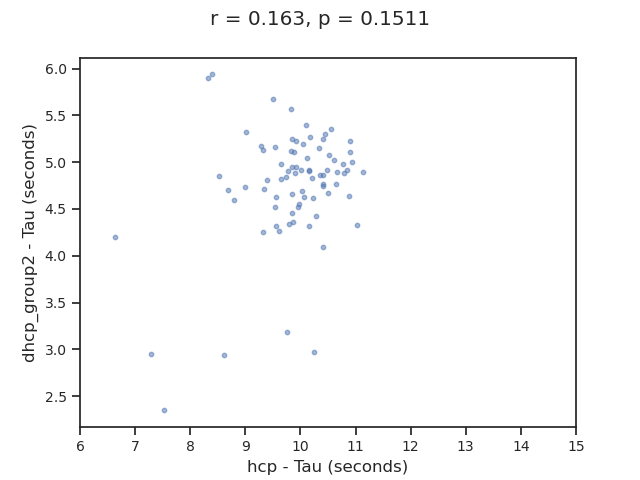 r = 0.163, p = 0.1511
6.0
5.5
5.0
4.5
4.0
3.5
3.0
2.5
dhcp_group2 - Tau (seconds)
6 7 8 9 10 11 12 13 14 15
hcp - Tau (seconds)